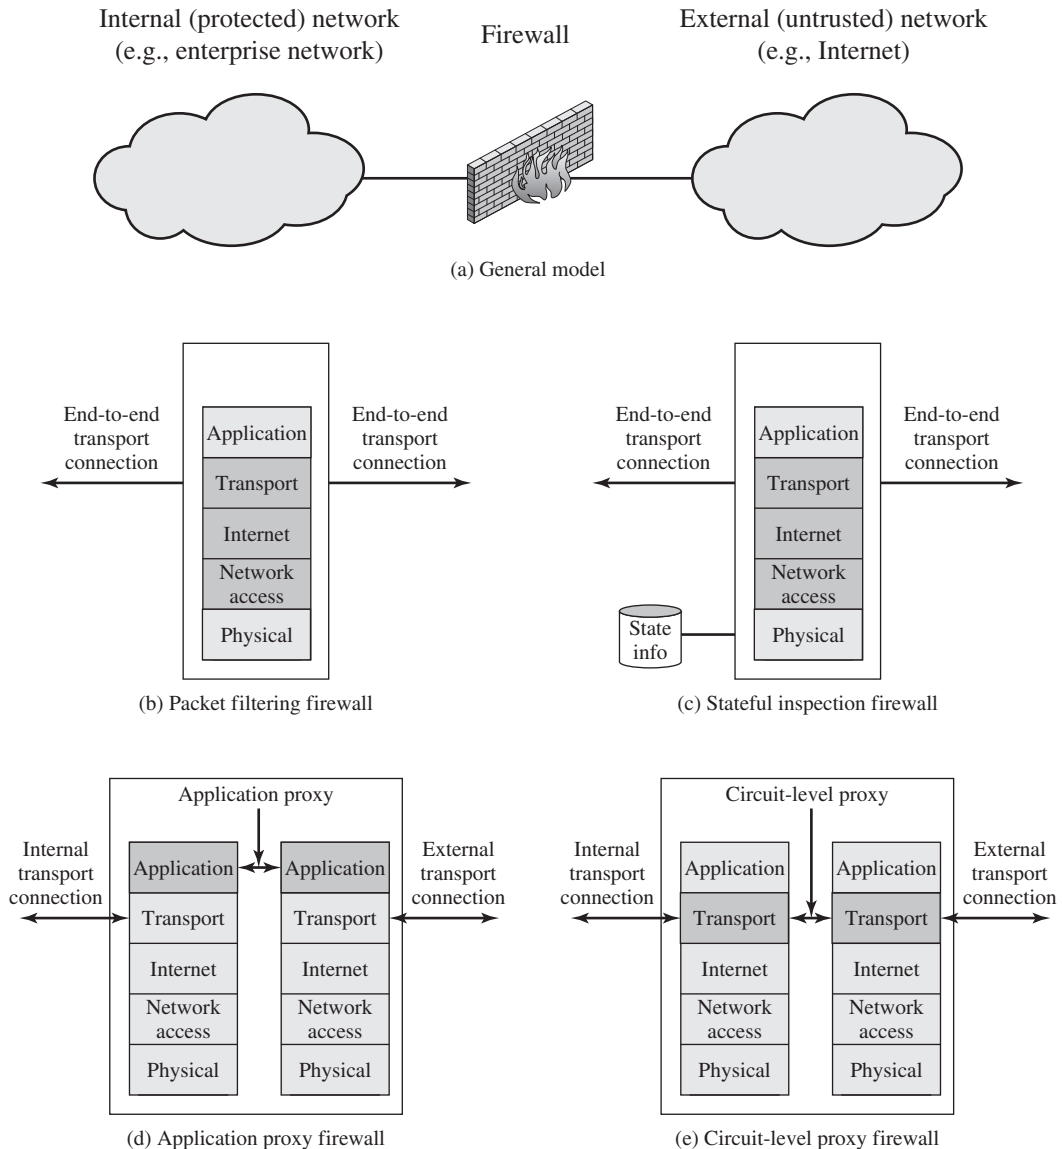 Internal (protected) network
(e.g., enterprise network)
Firewall
External (untrusted) network
(e.g., Internet)
(a) General model
End-to-end
transport
connection
Application
Transport
Internet
Network
access
Physical
End-to-end
transport
connection
(b) Packet filtering firewall
End-to-end
transport
connection
Application
Transport
Internet
Network
access
Physical
End-to-end
transport
connection
State
info
(c) Stateful inspection firewall
Application proxy
Internal
transport
connection
Application
Transport
Internet
Network
access
Physical
Application
Transport
Internet
Network
access
Physical
External
transport
connection
(d) Application proxy firewall
Circuit-level proxy
Internal
transport
connection
Application
Transport
Internet
Network
access
Physical
Application
Transport
Internet
Network
access
Physical
External
transport
connection
(e) Circuit-level proxy firewall